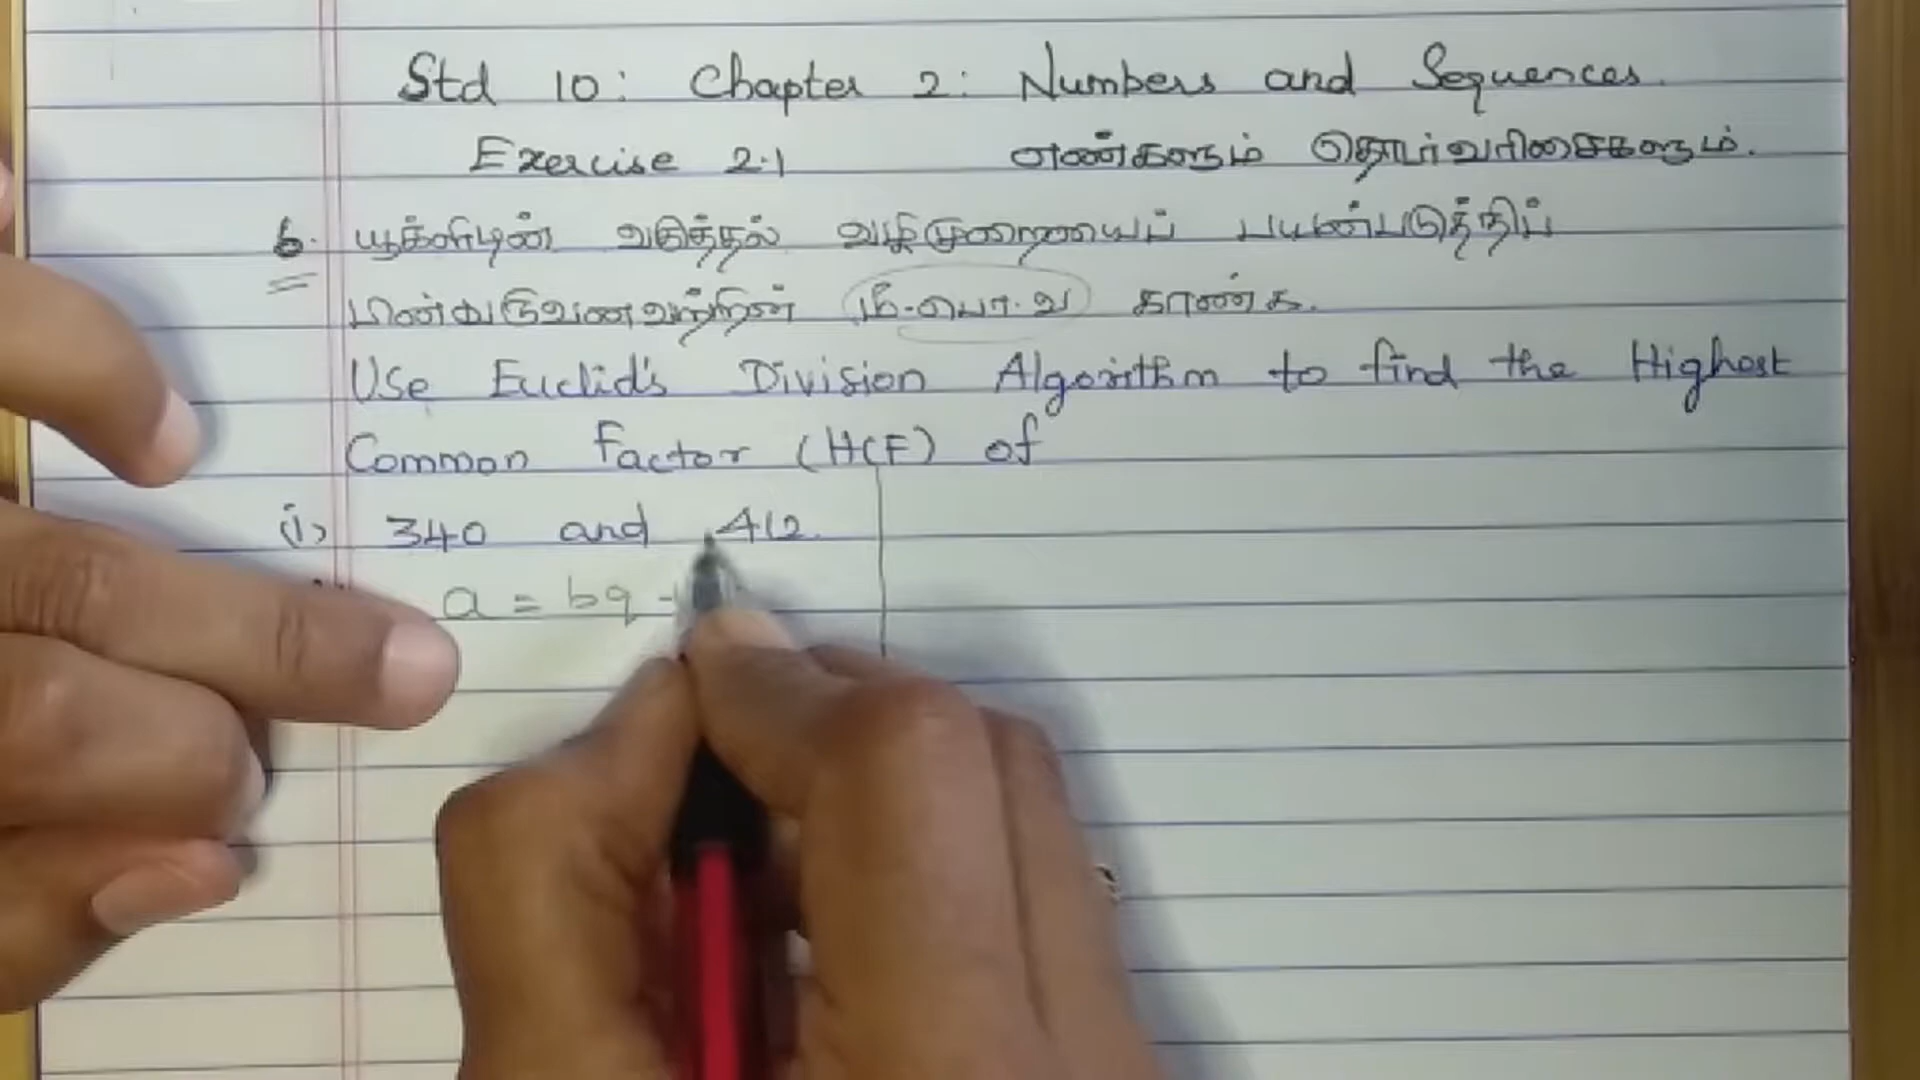 Std 10: Chapter 2: Numbers and Sequences.
Exercise 2.1 எண்களும் தொடர்வரிசைகளும்.
6. யூக்ளிடின் வகுத்தல் வழிமுறையைப் பயன்படுத்திப்
பின்வருவனவற்றின் மீ.பொ.வ காண்க.
Use Euclid's Division Algorithm to find the Highest
Common Factor (HCF) of
(i) 340 and 412.
a = bq +